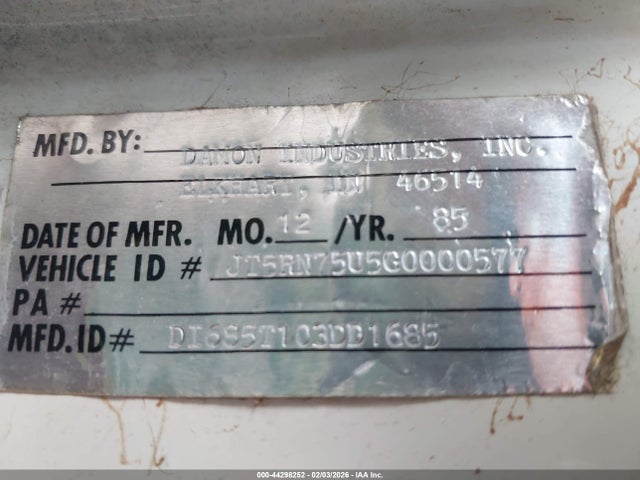 MFD. BY: DAMON INDUSTRIES, INC.
ELKHART, IN 46514
DATE OF MFR. MO. 12 /YR. 85
VEHICLE ID # JT5RN75U5G0000577
PA #
MFD. ID# DI6S5T103DD1685
000-44298252 - 02/03/2026 - IAA Inc.